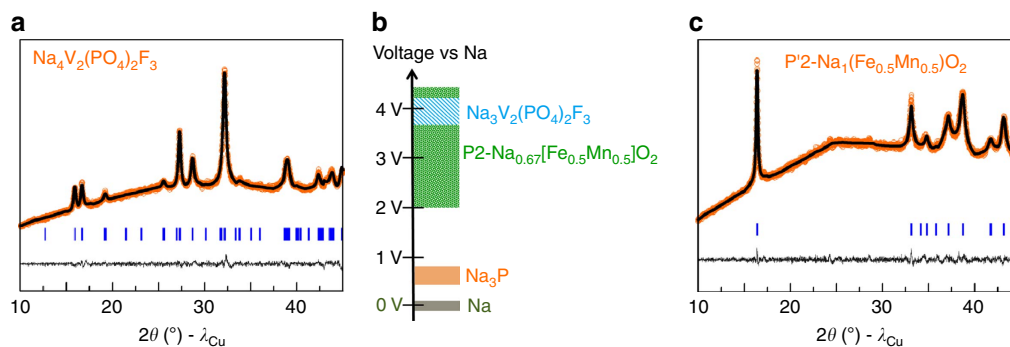 a
Na₄V₂(PO₄)₂F₃
10 20 30 40
2θ (°) - λCu
b
Voltage vs Na
4 V
3 V
2 V
1 V
0 V
Na₃V₂(PO₄)₂F₃
P2-Na₀.₆₇[Fe₀.₅Mn₀.₅]O₂
Na₃P
Na
c
P'2-Na₁(Fe₀.₅Mn₀.₅)O₂
10 20 30 40
2θ (°) - λCu